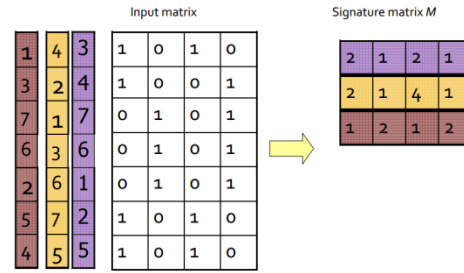 Input matrix Signature matrix M
1 4 3 1 0 1 0 2 1 2 1
3 2 4 1 0 0 1 2 1 4 1
7 1 7 0 1 0 1 1 2 1 2
6 3 6 0 1 0 1
2 6 1 0 1 0 1
5 7 2 1 0 1 0
4 5 5 1 0 1 0